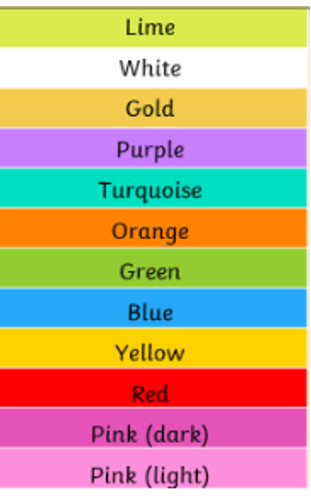 Lime
White
Gold
Purple
Turquoise
Orange
Green
Blue
Yellow
Red
Pink (dark)
Pink (light)